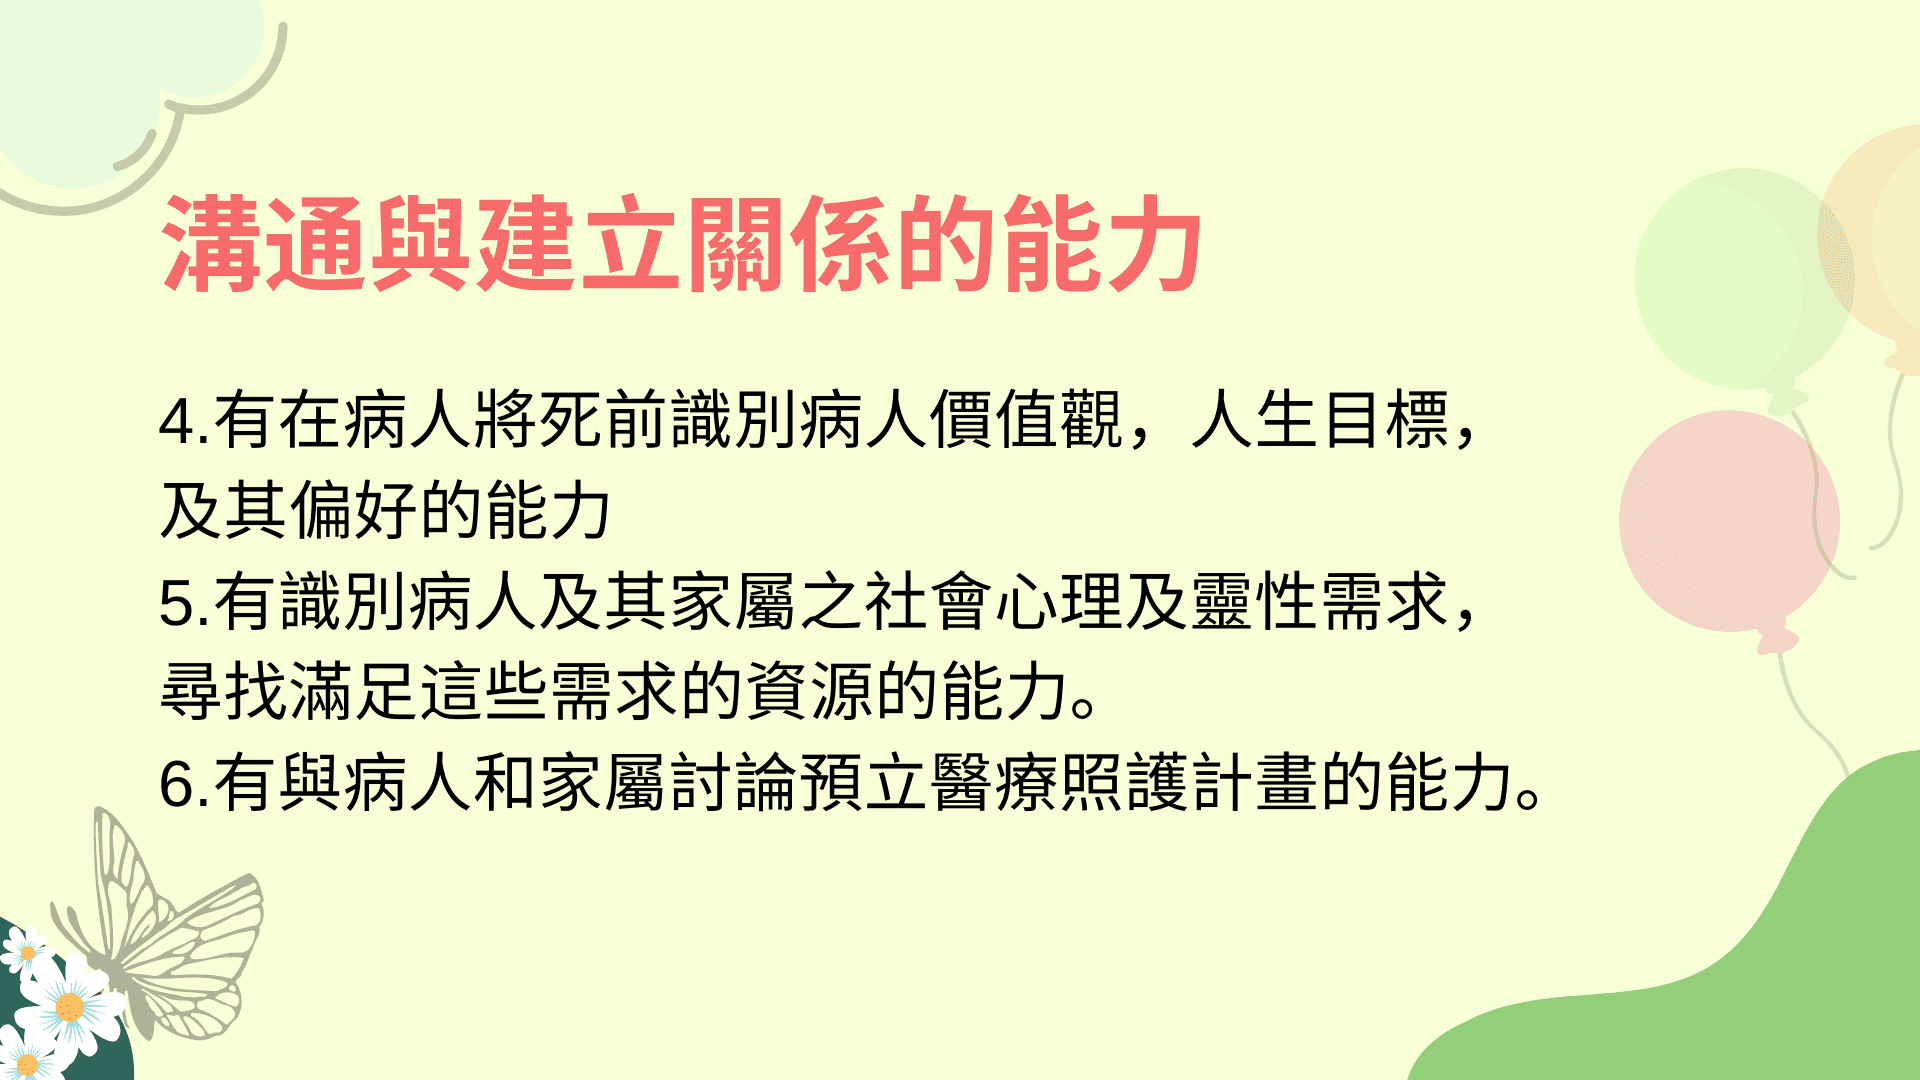 溝通與建立關係的能力
4.有在病人將死前識別病人價值觀，人生目標，
及其偏好的能力
5.有識別病人及其家屬之社會心理及靈性需求，
尋找滿足這些需求的資源的能力。
6.有與病人和家屬討論預立醫療照護計畫的能力。